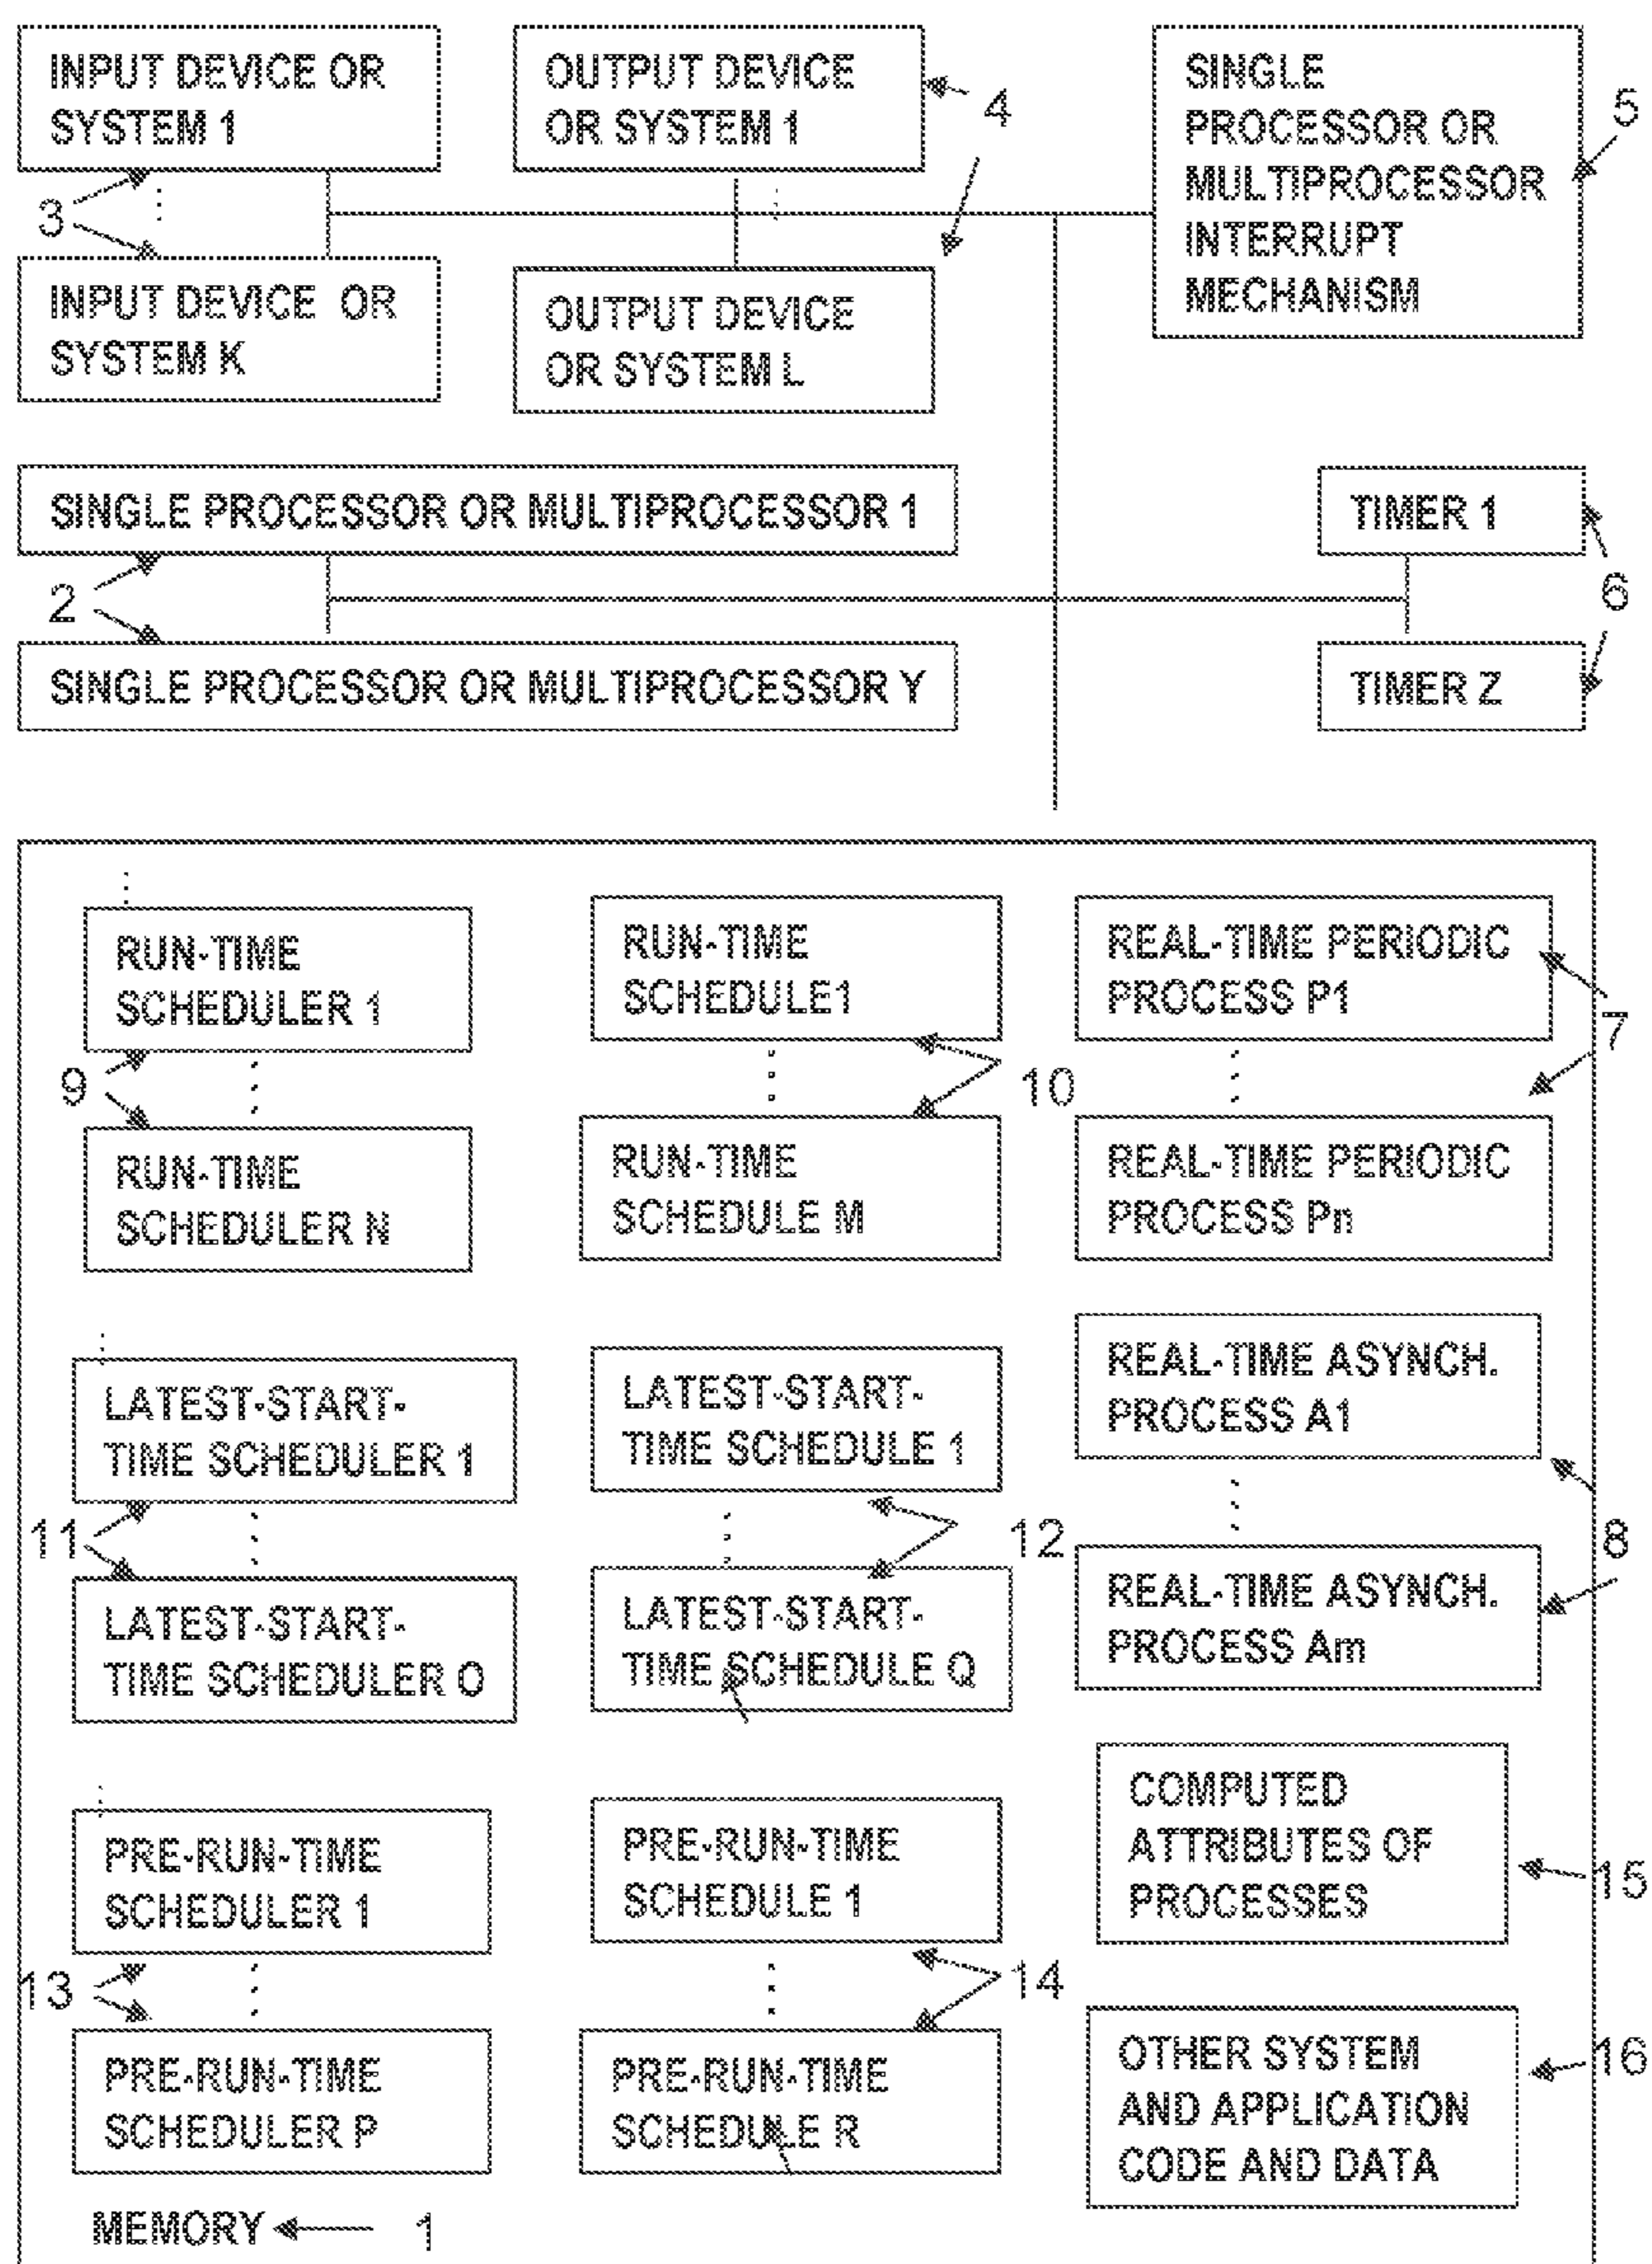 INPUT DEVICE OR
SYSTEM 1
OUTPUT DEVICE
OR SYSTEM 1
4
SINGLE
PROCESSOR OR
MULTIPROCESSOR
INTERRUPT
MECHANISM
5
3
INPUT DEVICE OR
SYSTEM K
OUTPUT DEVICE
OR SYSTEM L
SINGLE PROCESSOR OR MULTIPROCESSOR 1
TIMER 1
2
6
SINGLE PROCESSOR OR MULTIPROCESSOR Y
TIMER Z
RUN-TIME
SCHEDULER 1
RUN-TIME
SCHEDULE1
REAL-TIME PERIODIC
PROCESS P1
7
9
10
RUN-TIME
SCHEDULER N
RUN-TIME
SCHEDULE M
REAL-TIME PERIODIC
PROCESS Pn
LATEST-START-
TIME SCHEDULER 1
LATEST-START-
TIME SCHEDULE 1
REAL-TIME ASYNCH.
PROCESS A1
11
12
8
LATEST-START-
TIME SCHEDULER O
LATEST-START-
TIME SCHEDULE Q
REAL-TIME ASYNCH.
PROCESS Am
PRE-RUN-TIME
SCHEDULER 1
PRE-RUN-TIME
SCHEDULE 1
COMPUTED
ATTRIBUTES OF
PROCESSES
15
13
14
PRE-RUN-TIME
SCHEDULER P
PRE-RUN-TIME
SCHEDULE R
OTHER SYSTEM
AND APPLICATION
CODE AND DATA
16
MEMORY
1